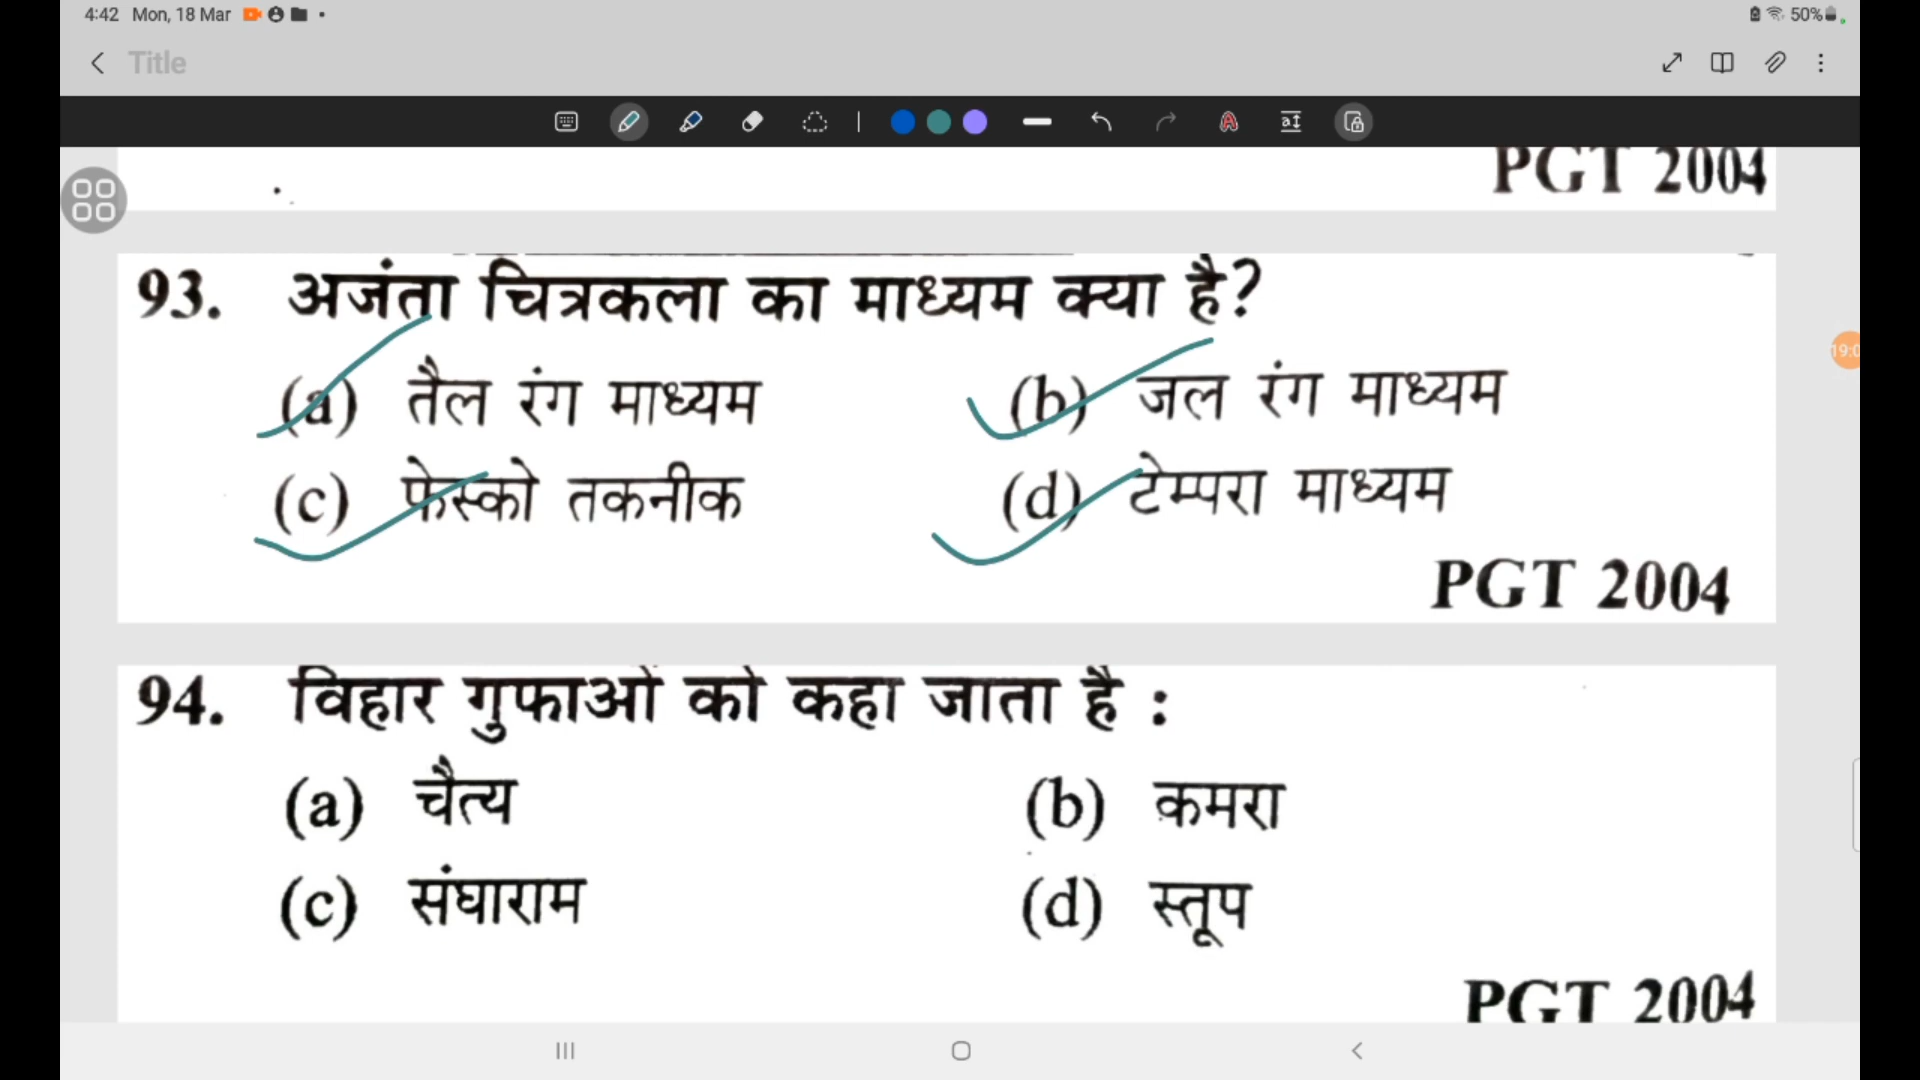 4:42 Mon, 18 Mar
50%
Title
PGT 2004
93. अजंता चित्रकला का माध्यम क्या है?
(a) तैल रंग माध्यम (b) जल रंग माध्यम
(c) फेस्को तकनीक (d) टेम्परा माध्यम
PGT 2004
94. विहार गुफाओं को कहा जाता है :
(a) चैत्य (b) कमरा
(c) संघाराम (d) स्तूप
PGT 2004